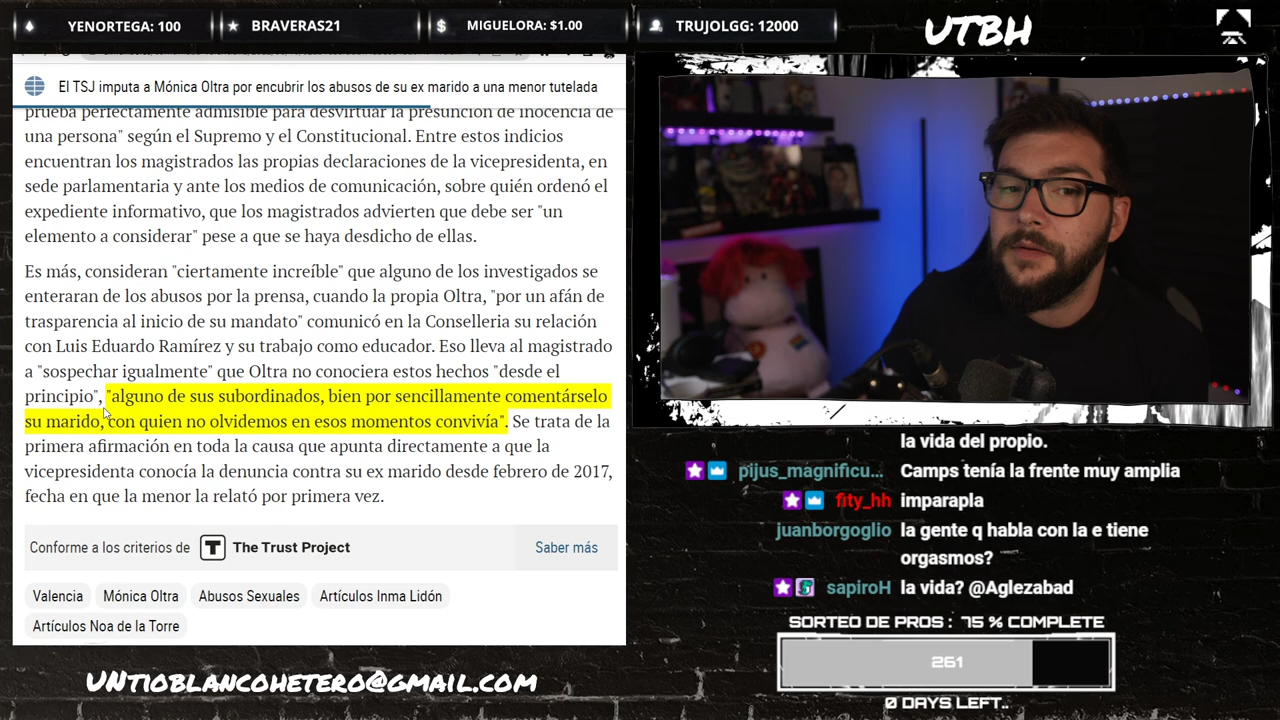 YENORTEGA: 100
BRAVERAS21
MIGUELORA: $1.00
TRUJOLGG: 12000
UTBH
El TSJ imputa a Mónica Oltra por encubrir los abusos de su ex marido a una menor tutelada
prueba perfectamente admisible para desvirtuar la presunción de inocencia de
una persona" según el Supremo y el Constitucional. Entre estos indicios
encuentran los magistrados las propias declaraciones de la vicepresidenta, en
sede parlamentaria y ante los medios de comunicación, sobre quién ordenó el
expediente informativo, que los magistrados advierten que debe ser "un
elemento a considerar" pese a que se haya desdicho de ellas.
Es más, consideran "ciertamente increíble" que alguno de los investigados se
enteraran de los abusos por la prensa, cuando la propia Oltra, "por un afán de
trasparencia al inicio de su mandato" comunicó en la Conselleria su relación
con Luis Eduardo Ramírez y su trabajo como educador. Eso lleva al magistrado
a "sospechar igualmente" que Oltra no conociera estos hechos "desde el
principio", "alguno de sus subordinados, bien por sencillamente comentárselo
su marido, con quien no olvidemos en esos momentos convivía". Se trata de la
primera afirmación en toda la causa que apunta directamente a que la
vicepresidenta conocía la denuncia contra su ex marido desde febrero de 2017,
fecha en que la menor la relató por primera vez.
Conforme a los criterios de The Trust Project
Saber más
Valencia
Mónica Oltra
Abusos Sexuales
Artículos Inma Lidón
Artículos Noa de la Torre
UNTIOBLANCOHETERO@GMAIL.COM
la vida del propio.
pijus_magnificu... Camps tenía la frente muy amplia
fity_hh imparapla
juanborgoglio la gente q habla con la e tiene
orgasmos?
sapiroH la vida? @Aglezabad
SORTEO DE PROS : 75 % COMPLETE
261
0 DAYS LEFT..